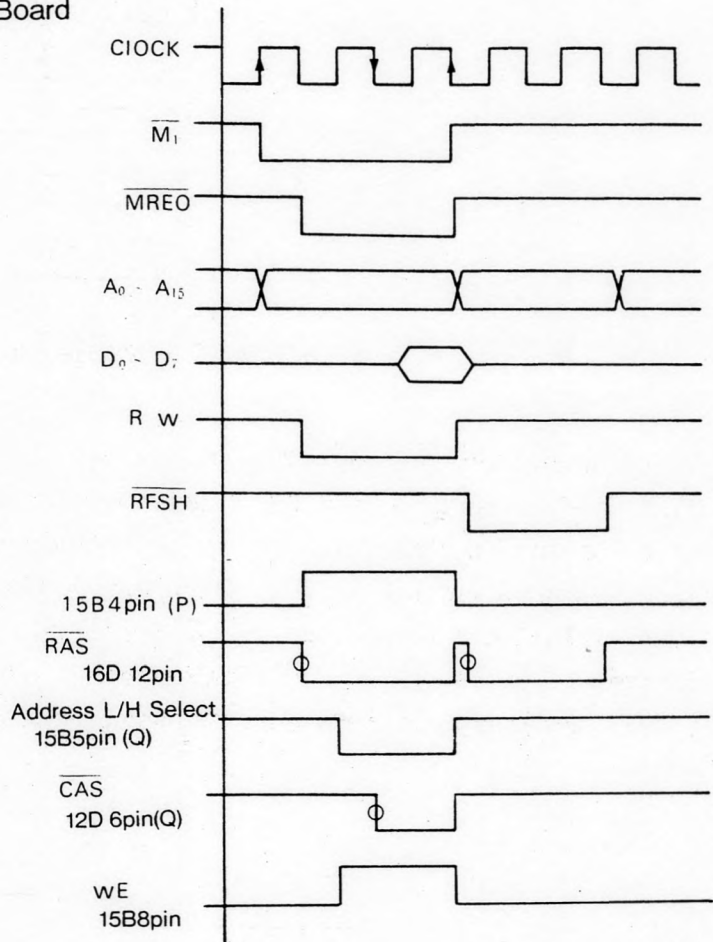 Board
CIOCK
M₁
MREO
A₀ - A₁₅
D₀ - D₇
R W
RFSH
15B4pin (P)
RAS
16D 12pin
Address L/H Select
15B5pin (Q)
CAS
12D 6pin(Q)
WE
15B8pin